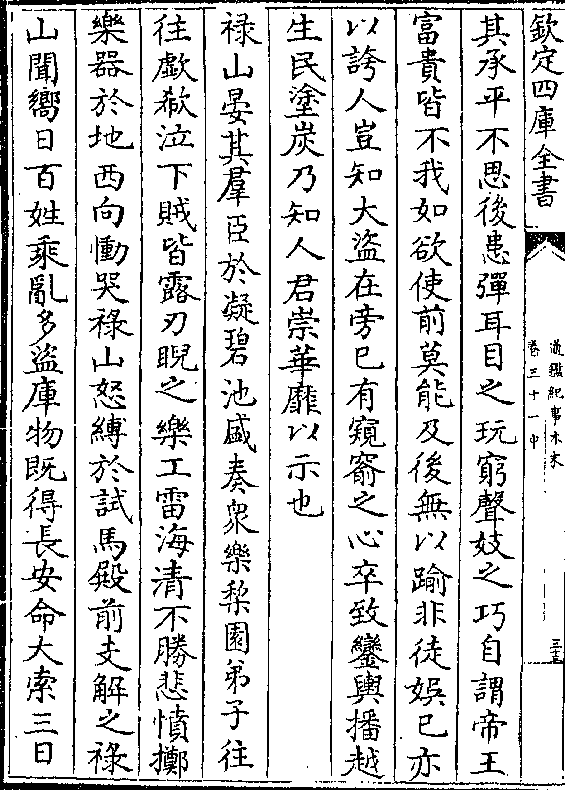 欽定四庫全書
通鑑紀事本末
卷三十一中
其承平不思後患彈耳目之玩窮聲妓之巧自謂帝王
富貴皆不我如欲使前莫能及後無以踰非徒娛已亦
以誇人豈知大盜在旁已有窺窬之心卒致鑾輿播越
生民塗炭乃知人君崇華靡以示也
禄山宴其羣臣於凝碧池盛奏衆樂棃園弟子往
往歔欷泣下賊皆露刃睨之樂工雷海清不勝悲憤擲
樂器於地西向慟哭禄山怒縛於試馬殿前支解之禄
山聞嚮日百姓乘亂多盜庫物既得長安命大索三日